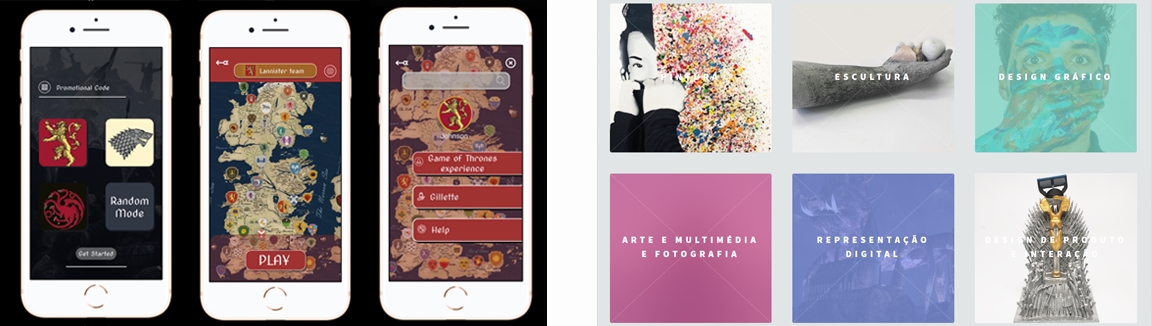 Promotional Code
Random
Mode
Get Started
Lannister team
PLAY
Johnson
Game of Thrones
experience
Gillette
Help
PINTURA
ESCULTURA
DESIGN GRÁFICO
ARTE E MULTIMÉDIA
E FOTOGRAFIA
REPRESENTAÇÃO
DIGITAL
DESIGN DE PRODUTO
E INTERAÇÃO